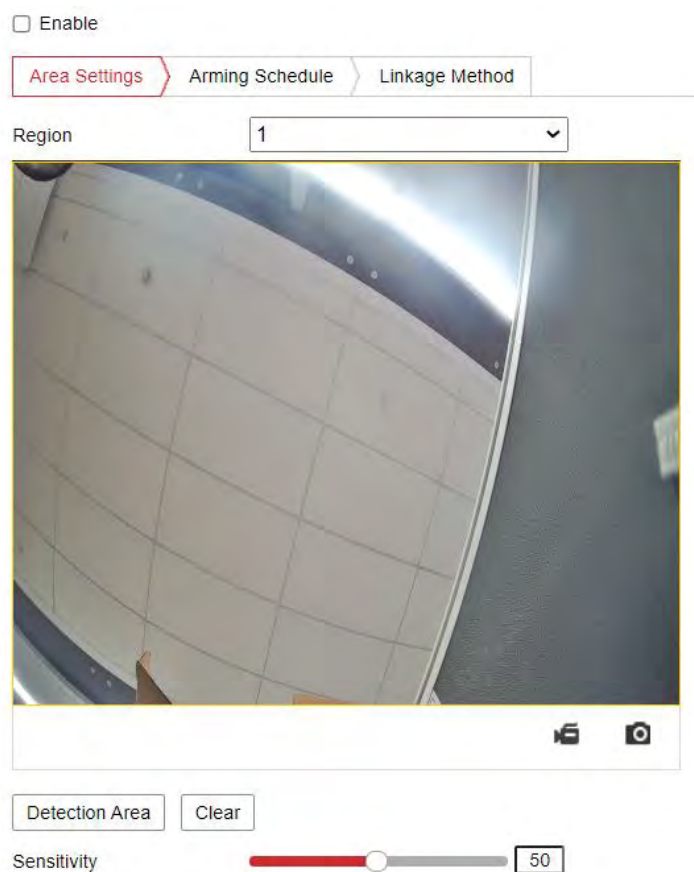 Enable
Area Settings Arming Schedule Linkage Method
Region 1
Detection Area Clear
Sensitivity 50